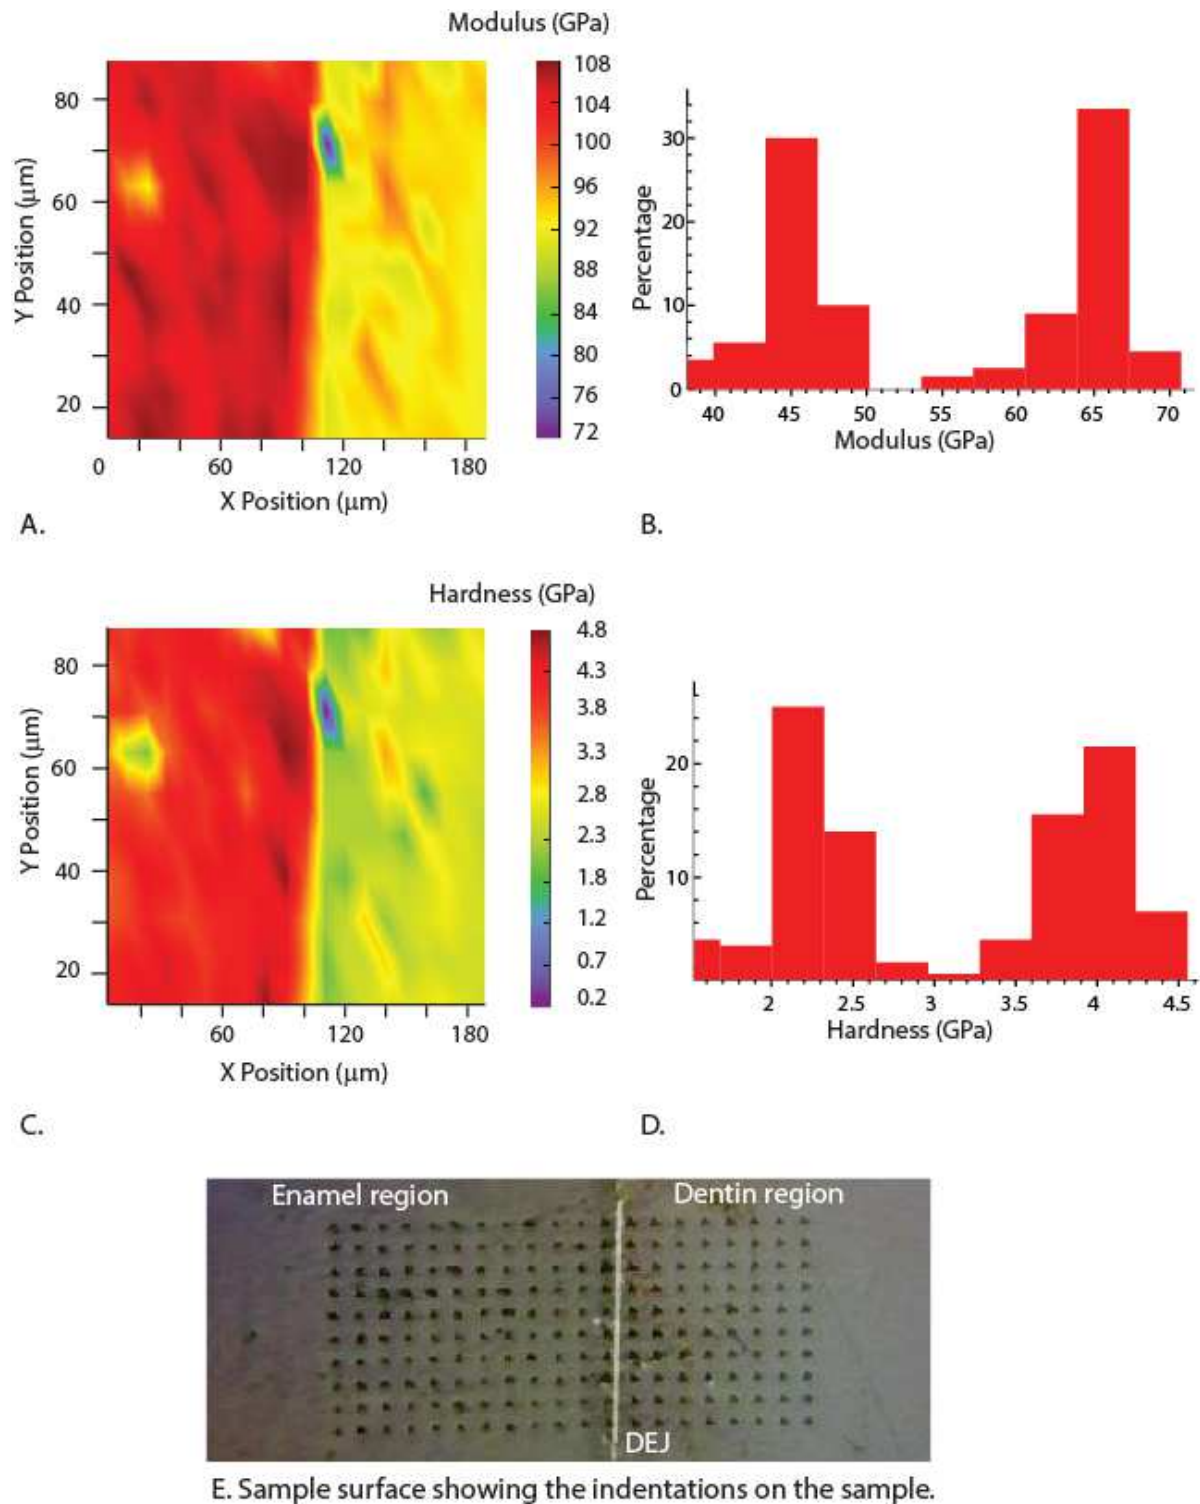 Modulus (GPa)
108
104
100
96
92
88
84
80
76
72
80
60
40
20
Y Position (μm)
0 60 120 180
X Position (μm)
A.
Percentage
30
20
10
0
40 45 50 55 60 65 70
Modulus (GPa)
B.
Hardness (GPa)
4.8
4.3
3.8
3.3
2.8
2.3
1.8
1.2
0.7
0.2
80
60
40
20
Y Position (μm)
60 120 180
X Position (μm)
C.
Percentage
20
10
2 2.5 3 3.5 4 4.5
Hardness (GPa)
D.
Enamel region
Dentin region
DEJ
E. Sample surface showing the indentations on the sample.